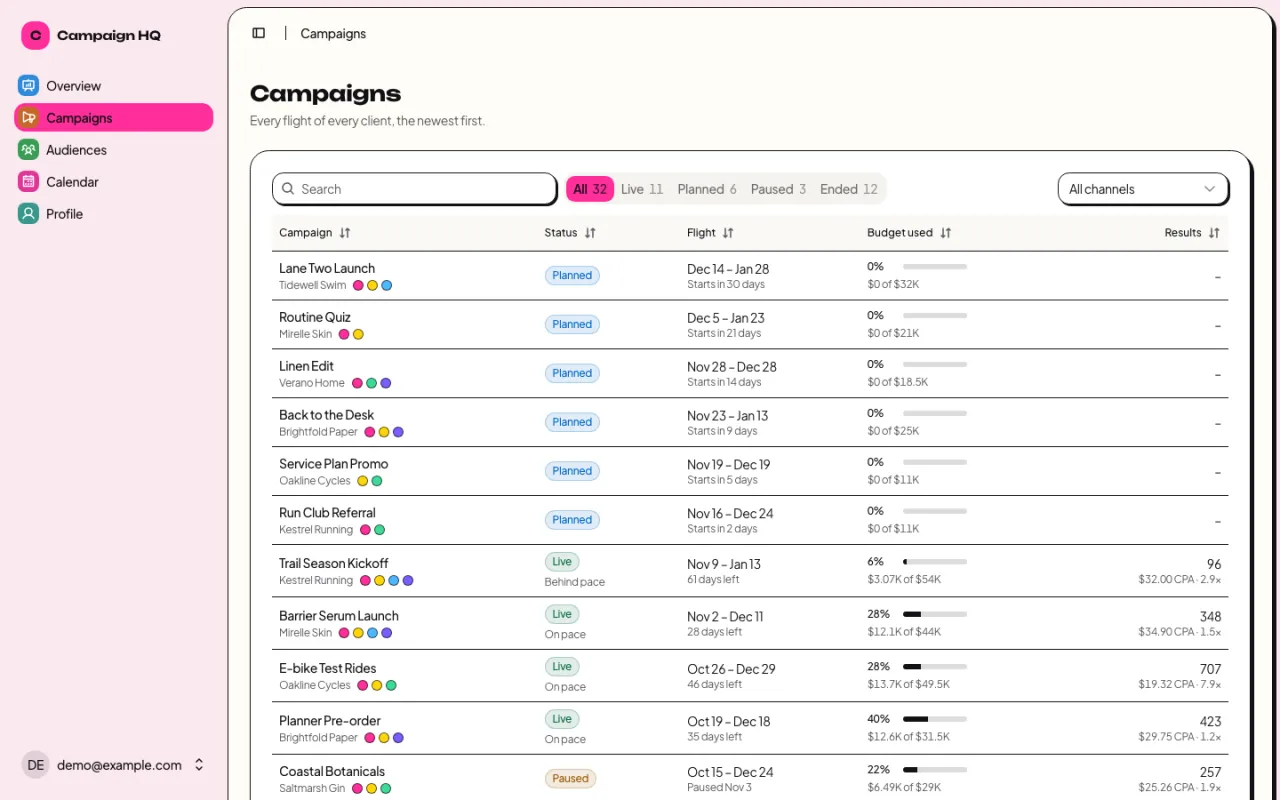 C Campaign HQ
Overview
Campaigns
Audiences
Calendar
Profile
DE demo@example.com
Campaigns
Campaigns
Every flight of every client, the newest first.
Search
All 32 Live 11 Planned 6 Paused 3 Ended 12
All channels
Campaign Status Flight Budget used Results
Lane Two Launch
Tidewell Swim
Planned
Dec 14 – Jan 28
Starts in 30 days
0%
$0 of $32K
–
Routine Quiz
Mirelle Skin
Planned
Dec 5 – Jan 23
Starts in 21 days
0%
$0 of $21K
–
Linen Edit
Verano Home
Planned
Nov 28 – Dec 28
Starts in 14 days
0%
$0 of $18.5K
–
Back to the Desk
Brightfold Paper
Planned
Nov 23 – Jan 13
Starts in 9 days
0%
$0 of $25K
–
Service Plan Promo
Oakline Cycles
Planned
Nov 19 – Dec 19
Starts in 5 days
0%
$0 of $11K
–
Run Club Referral
Kestrel Running
Planned
Nov 16 – Dec 24
Starts in 2 days
0%
$0 of $11K
–
Trail Season Kickoff
Kestrel Running
Live
Behind pace
Nov 9 – Jan 13
61 days left
6%
$3.07K of $54K
96
$32.00 CPA · 2.9×
Barrier Serum Launch
Mirelle Skin
Live
On pace
Nov 2 – Dec 11
28 days left
28%
$12.1K of $44K
348
$34.90 CPA · 1.5×
E-bike Test Rides
Oakline Cycles
Live
On pace
Oct 26 – Dec 29
46 days left
28%
$13.7K of $49.5K
707
$19.32 CPA · 7.9×
Planner Pre-order
Brightfold Paper
Live
On pace
Oct 19 – Dec 18
35 days left
40%
$12.6K of $31.5K
423
$29.75 CPA · 1.2×
Coastal Botanicals
Saltmarsh Gin
Paused
Oct 15 – Dec 24
Paused Nov 3
22%
$6.49K of $29K
257
$25.26 CPA · 1.9×